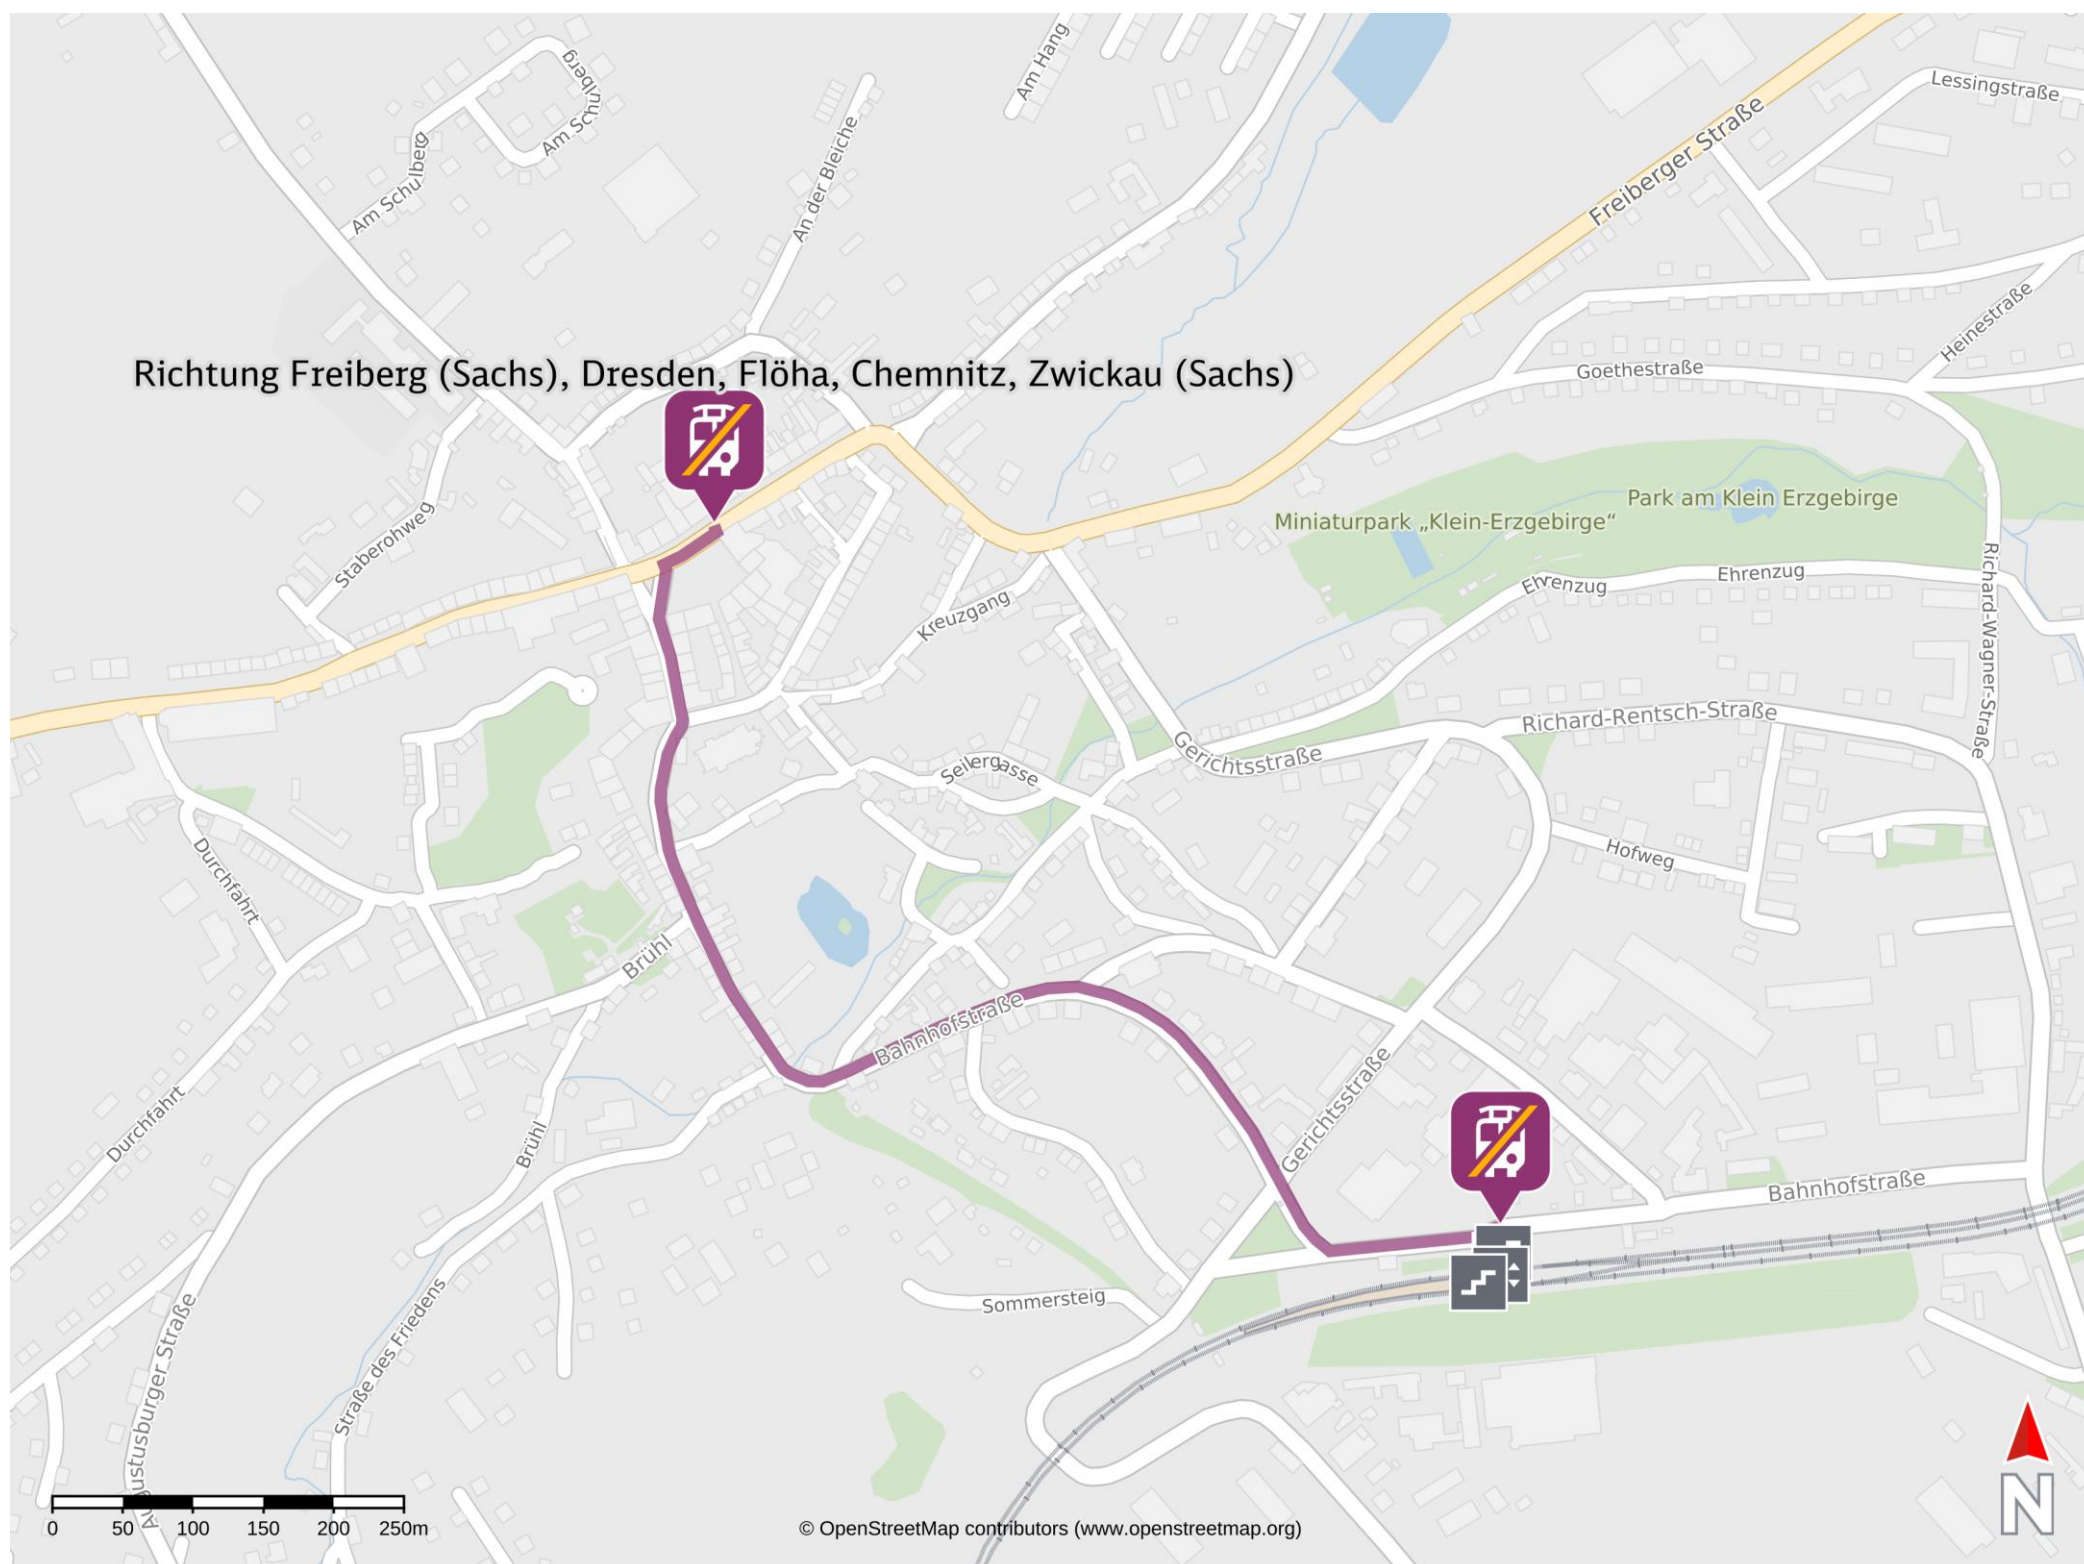 Am Hang
Lessingstraße
Am Schulberg
Am Schulberg
Am Schulberg
An der Bleiche
Freiberger Straße
Heinestraße
Richtung Freiberg (Sachs), Dresden, Flöha, Chemnitz, Zwickau (Sachs)
Goethestraße
Park am Klein Erzgebirge
Miniaturpark „Klein-Erzgebirge“
Staberohweg
Ehrenzug
Ehrenzug
Kreuzgang
Richard-Wagner-Straße
Richard-Rentsch-Straße
Gerichtsstraße
Seilergasse
Durchfahrt
Hofweg
Brühl
Bahnhofstraße
Gerichtsstraße
Durchfahrt
Brühl
Bahnhofstraße
Sommersteig
Straße des Friedens
Augustusburger Straße
0 50 100 150 200 250m
© OpenStreetMap contributors (www.openstreetmap.org)
N